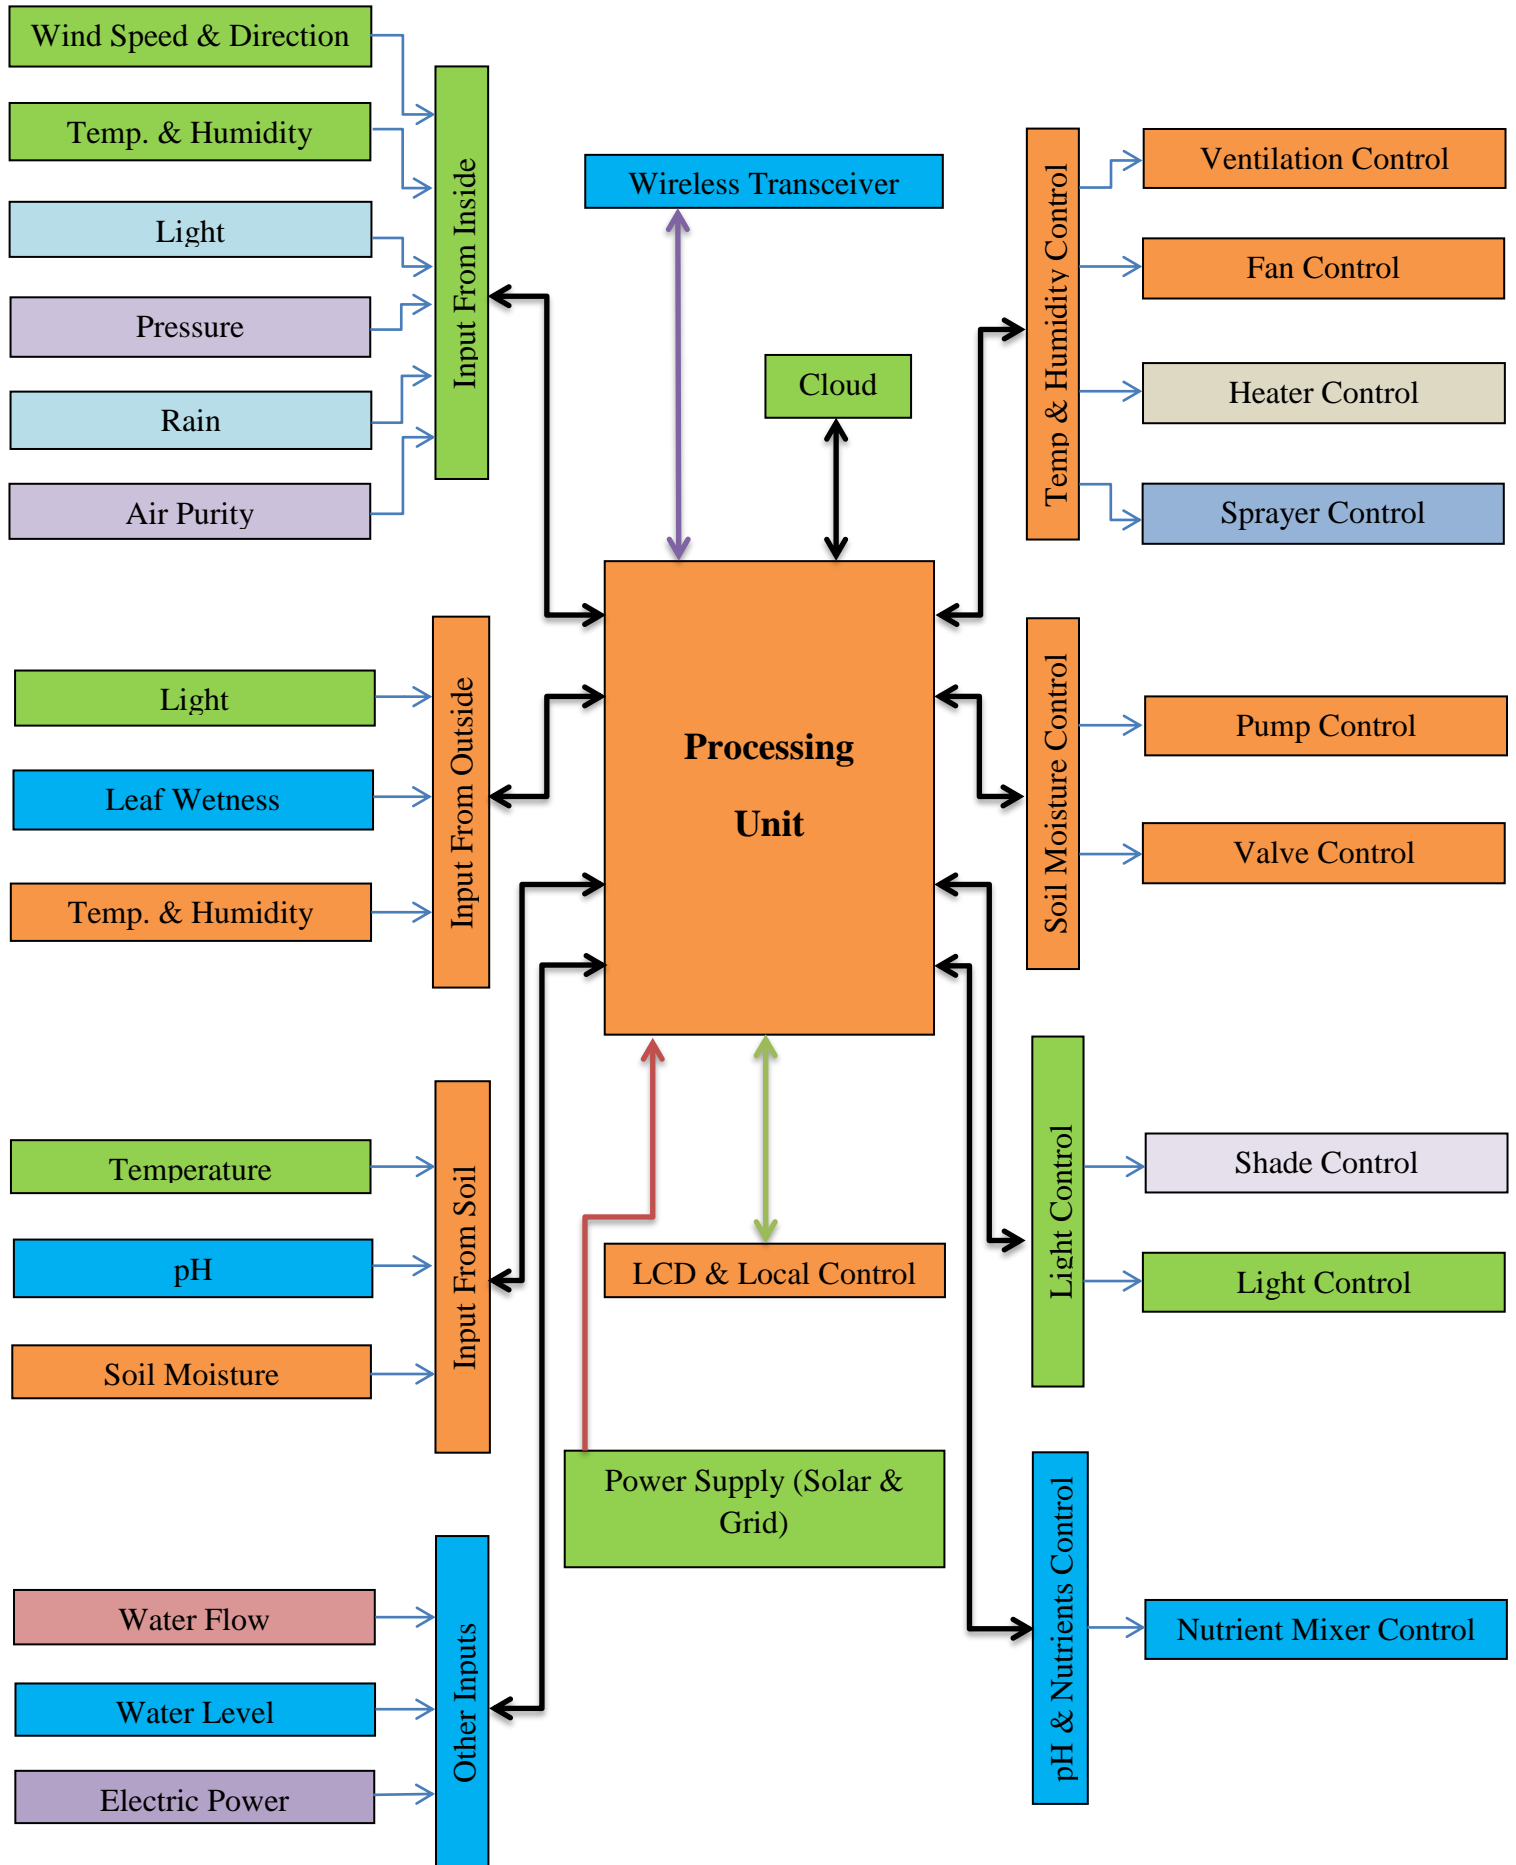 Wind Speed & Direction
Temp. & Humidity
Light
Pressure
Rain
Air Purity
Input From Inside
Light
Leaf Wetness
Temp. & Humidity
Input From Outside
Temperature
pH
Soil Moisture
Input From Soil
Water Flow
Water Level
Electric Power
Other Inputs
Wireless Transceiver
Cloud
Processing
Unit
LCD & Local Control
Power Supply (Solar &
Grid)
Temp & Humidity Control
Ventilation Control
Fan Control
Heater Control
Sprayer Control
Soil Moisture Control
Pump Control
Valve Control
Light Control
Shade Control
Light Control
pH & Nutrients Control
Nutrient Mixer Control